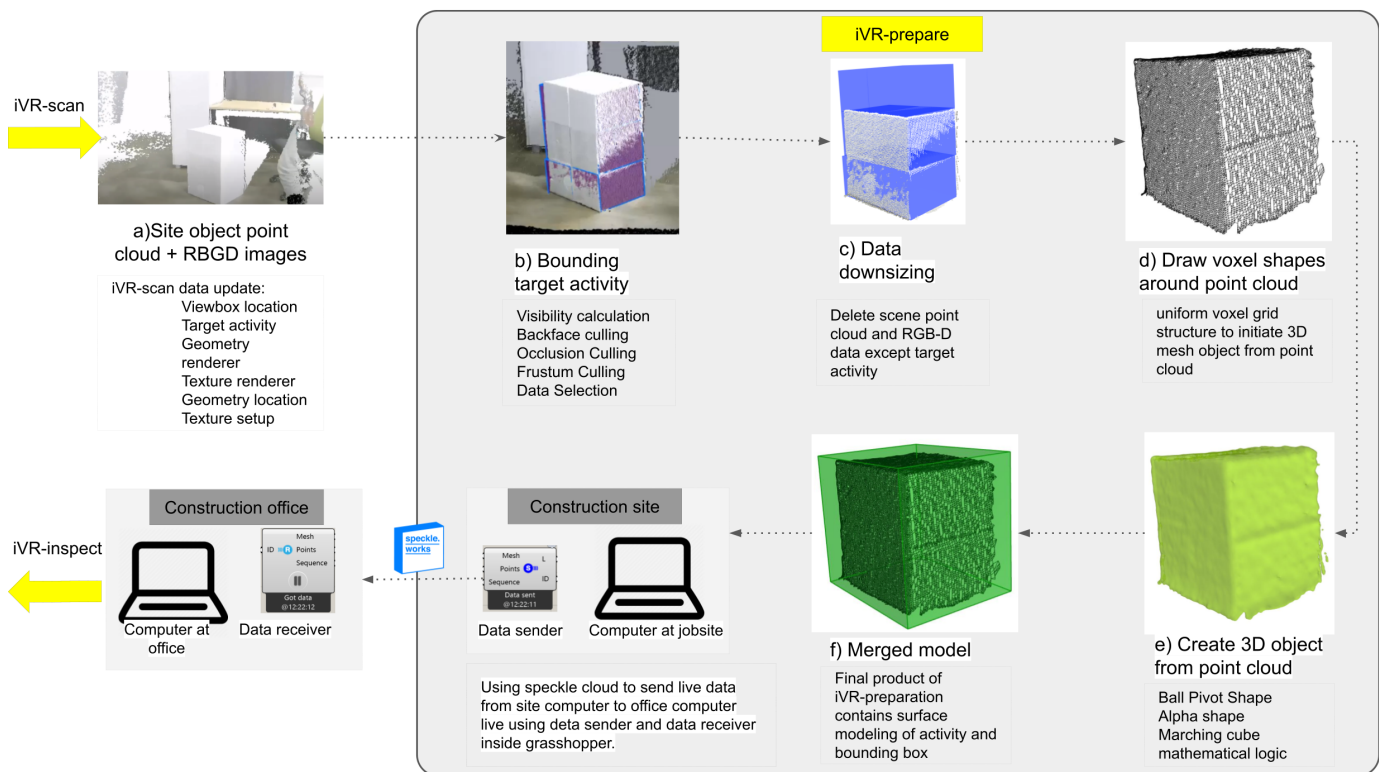 iVR-prepare
iVR-scan
a)Site object point
cloud + RBGD images
iVR-scan data update:
Viewbox location
Target activity
Geometry
renderer
Texture renderer
Geometry location
Texture setup
b) Bounding
target activity
Visibility calculation
Backface culling
Occlusion Culling
Frustum Culling
Data Selection
c) Data
downsizing
Delete scene point
cloud and RGB-D
data except target
activity
d) Draw voxel shapes
around point cloud
uniform voxel grid
structure to initiate 3D
mesh object from point
cloud
e) Create 3D object
from point cloud
Ball Pivot Shape
Alpha shape
Marching cube
mathematical logic
f) Merged model
Final product of
iVR-preparation
contains surface
modeling of activity and
bounding box
Construction site
Mesh
Points
Sequence
S
L
ID
Data sent
@12:22:11
Data sender
Computer at jobsite
Using speckle cloud to send live data
from site computer to office computer
live using deta sender and data receiver
inside grasshopper.
speckle.
works
Construction office
ID
R
Mesh
Points
Sequence
Got data
@12:22:12
Computer at
office
Data receiver
iVR-inspect